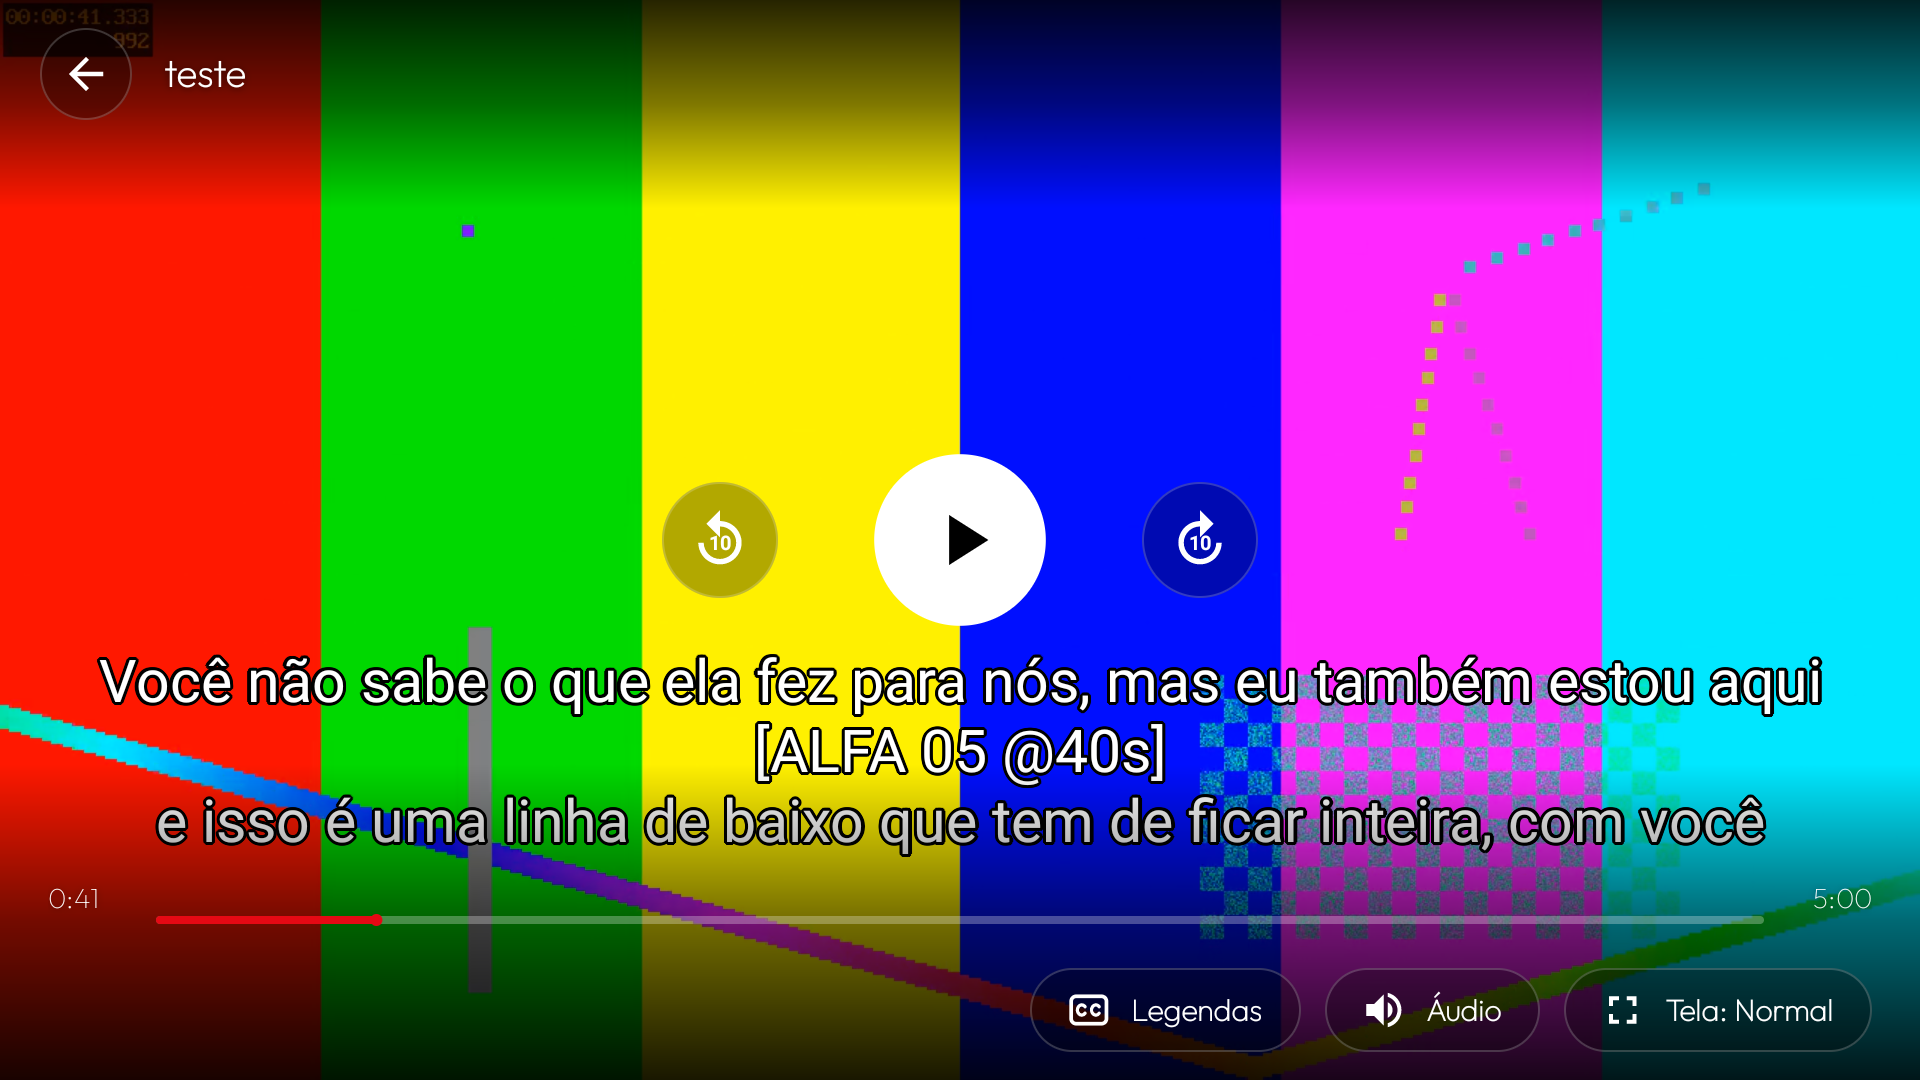 00:00:41.333
992
teste
10
10
Você não sabe o que ela fez para nós, mas eu também estou aqui
[ALFA 05 @40s]
e isso é uma linha de baixo que tem de ficar inteira, com você
0:41
5:00
CC Legendas
Áudio
Tela: Normal